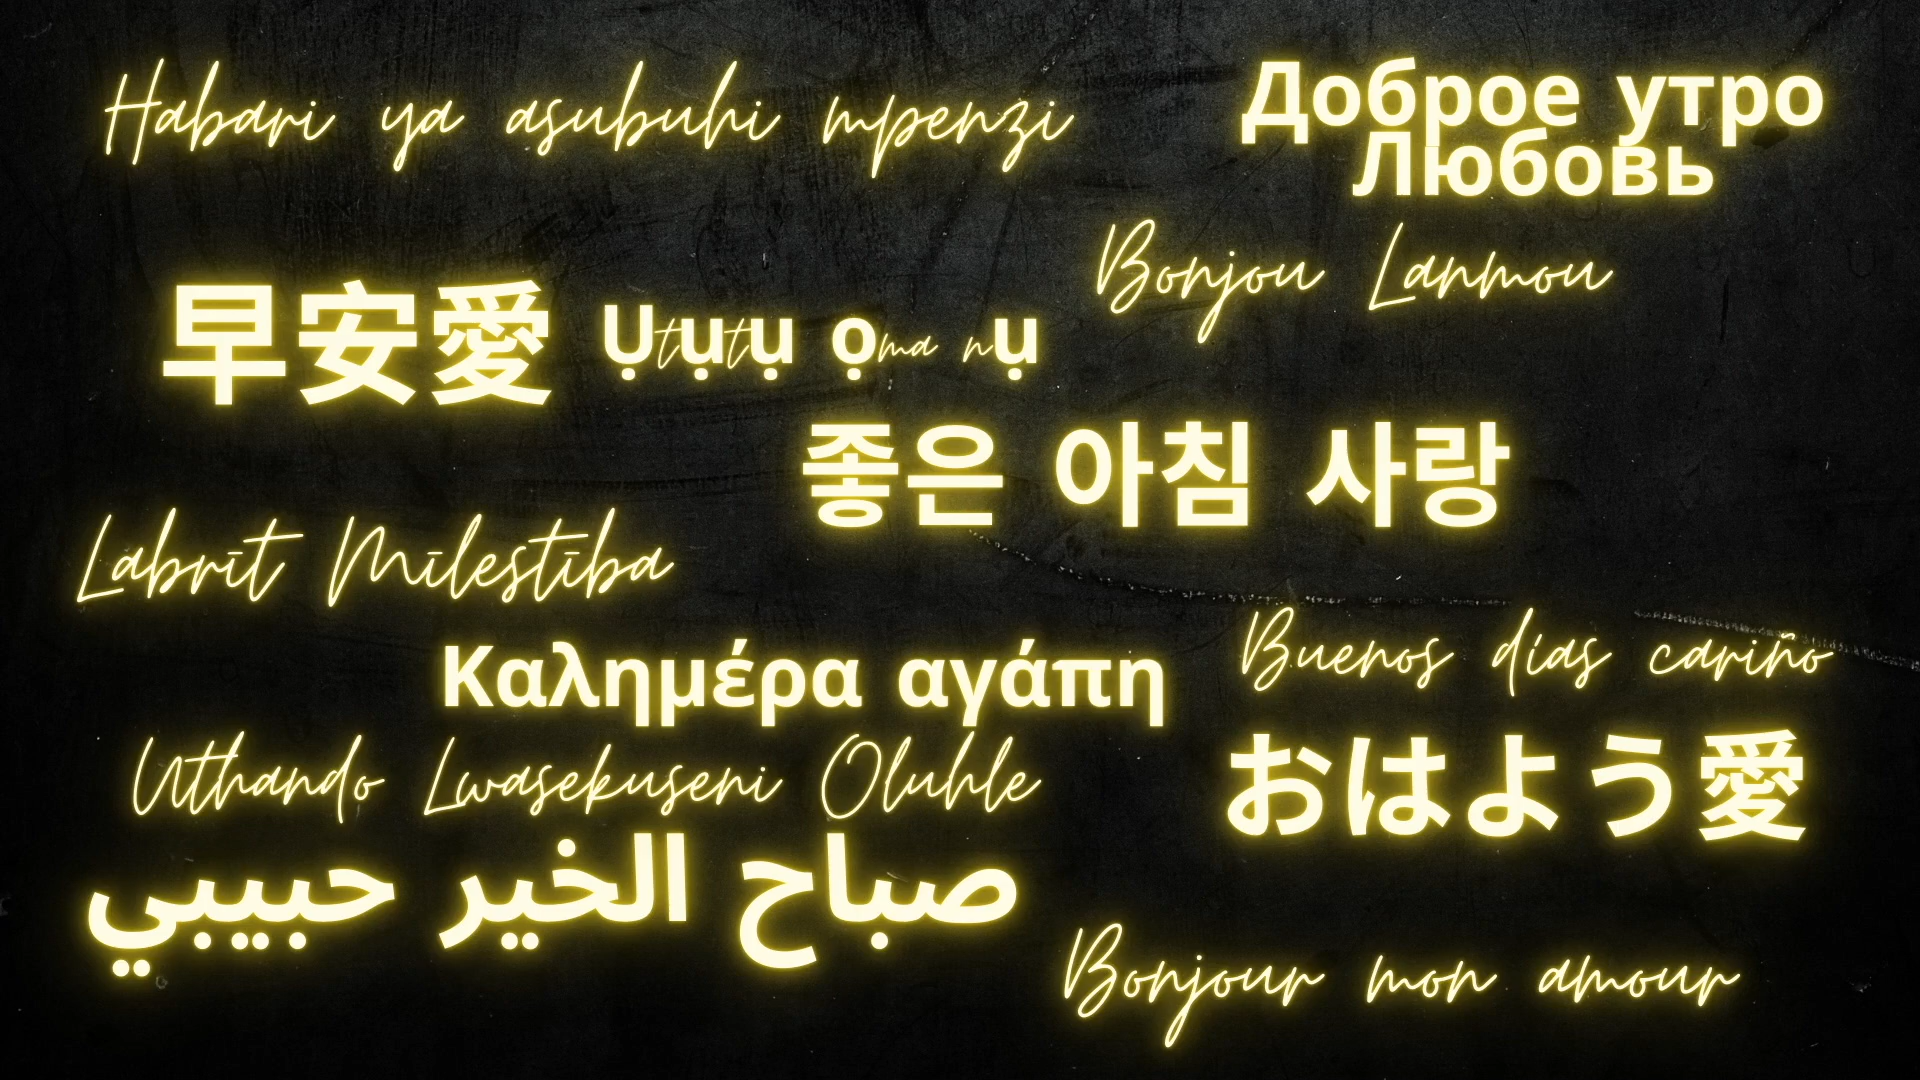 Habari ya asubuhi mpenzi
Доброе утро
Любовь
Bonjou Lanmou
早安愛
Ụtụtụ ọma nụ
좋은 아침 사랑
Labrīt Mīlestība
Buenos días cariño
Καλημέρα αγάπη
Uthando Lwasekuseni Oluhle
おはよう愛
صباح الخير حبيبي
Bonjour mon amour